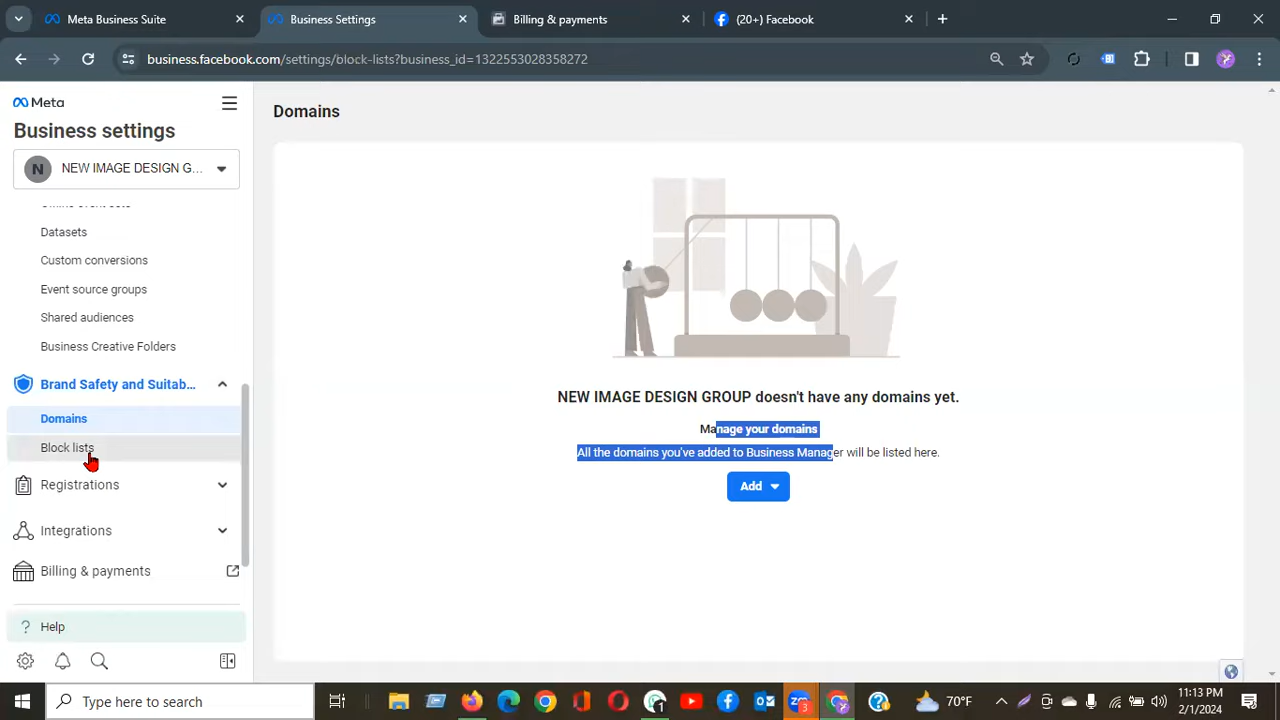 Meta Business Suite
Business Settings
Billing & payments
(20+) Facebook
business.facebook.com/settings/block-lists?business_id=1322553028358272
Meta
Business settings
N
NEW IMAGE DESIGN G...
Datasets
Custom conversions
Event source groups
Shared audiences
Business Creative Folders
Brand Safety and Suitab...
Domains
Block lists
Registrations
Integrations
Billing & payments
? Help
Domains
NEW IMAGE DESIGN GROUP doesn't have any domains yet.
Manage your domains
All the domains you've added to Business Manager will be listed here.
Add
Type here to search
3
70°F
11:13 PM
2/1/2024